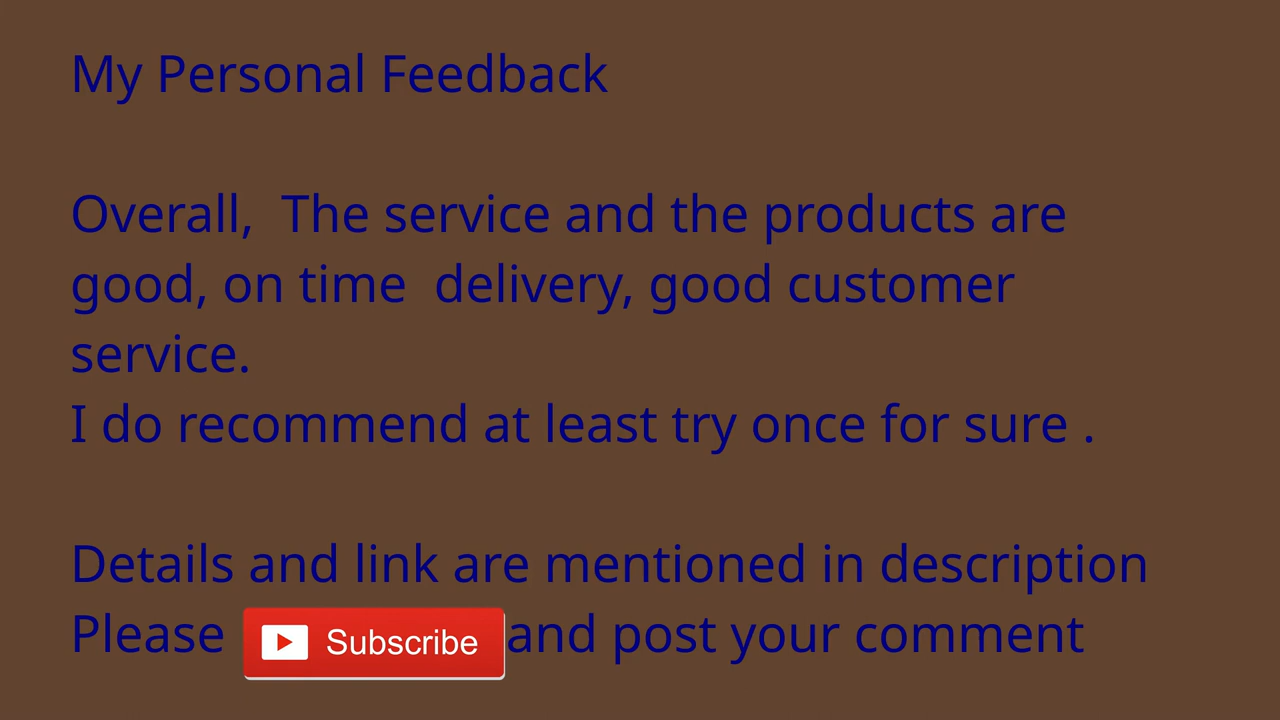 My Personal Feedback
Overall,  The service and the products are
good, on time  delivery, good customer
service.
I do recommend at least try once for sure .
Details and link are mentioned in description
Please Subscribe and post your comment